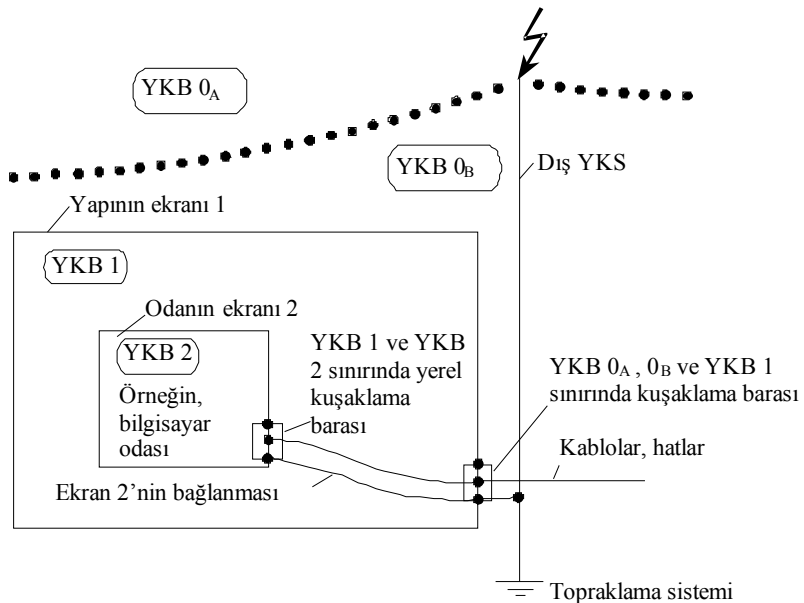 YKB 0A
YKB 0B
Dış YKS
Yapının ekranı 1
YKB 1
Odanın ekranı 2
YKB 2
Örneğin,
bilgisayar
odası
YKB 1 ve YKB
2 sınırında yerel
kuşaklama
barası
YKB 0A , 0B ve YKB 1
sınırında kuşaklama barası
Kablolar, hatlar
Ekran 2’nin bağlanması
Topraklama sistemi